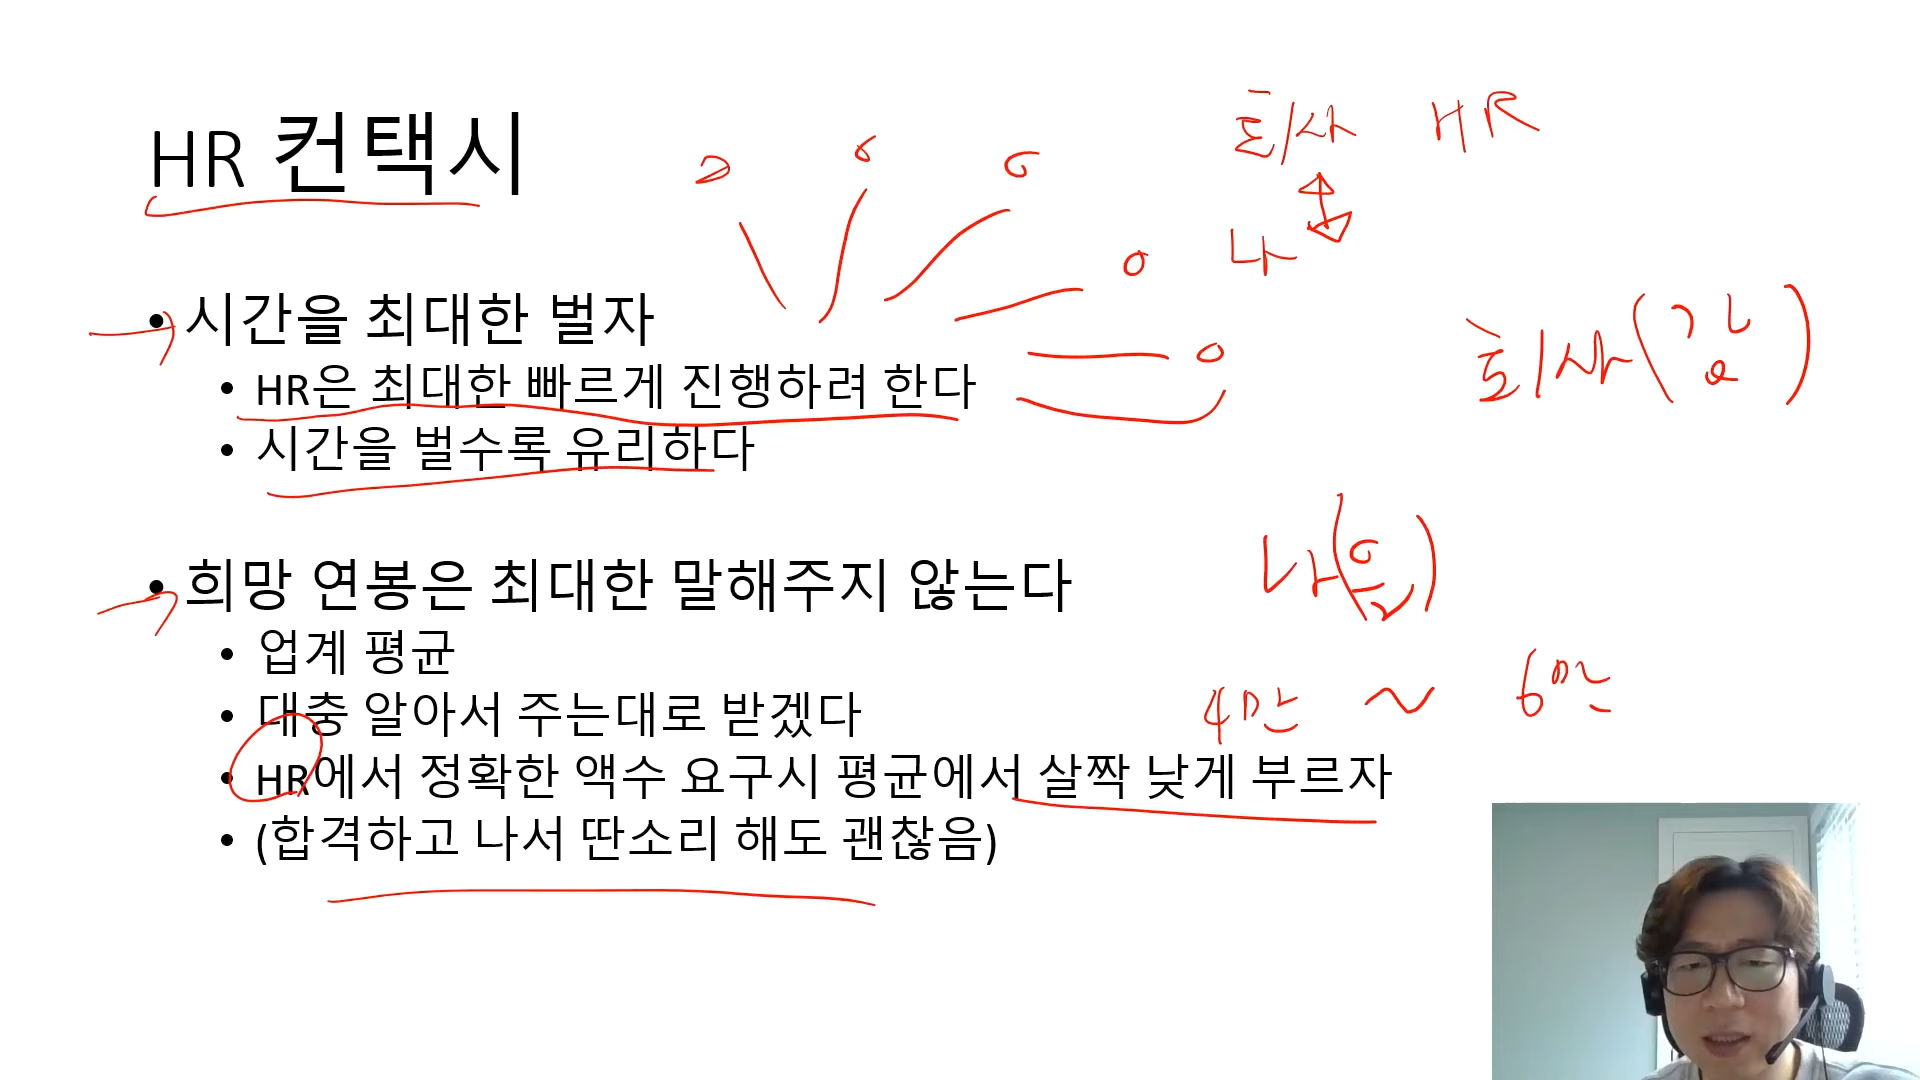 HR 컨택시
회사 HR
나
• 시간을 최대한 벌자
• HR은 최대한 빠르게 진행하려 한다
• 시간을 벌수록 유리하다
회사(갑)
나(을)
• 희망 연봉은 최대한 말해주지 않는다
• 업계 평균
• 대충 알아서 주는대로 받겠다
4만 ~ 6만
• HR에서 정확한 액수 요구시 평균에서 살짝 낮게 부르자
• (합격하고 나서 딴소리 해도 괜찮음)